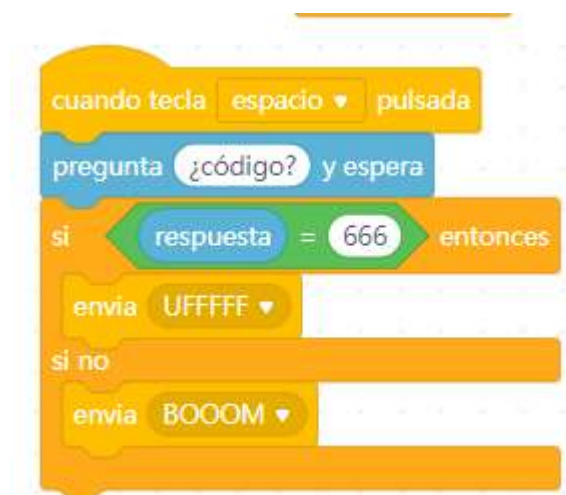 cuando tecla espacio pulsada
pregunta ¿código? y espera
si respuesta = 666 entonces
envia UFFFFF
si no
envia BOOOM